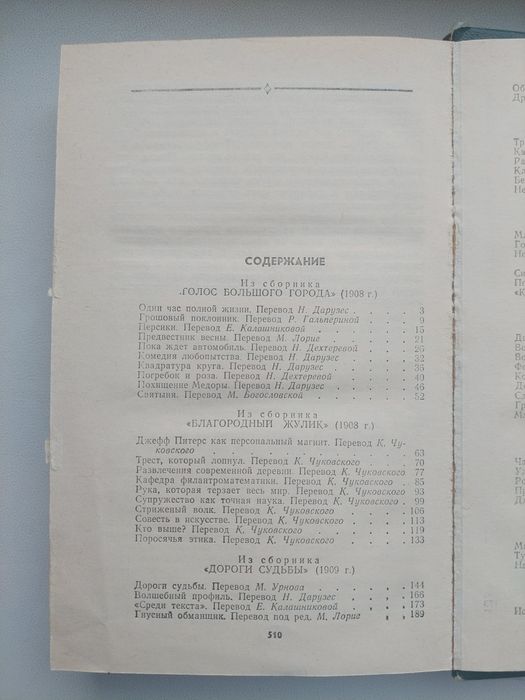 СОДЕРЖАНИЕ
Из сборника
«ГОЛОС БОЛЬШОГО ГОРОДА» (1908 г.)
Один час полной жизни. Перевод Н. Дарузес . . . . 3
Грошовый поклонник. Перевод Р. Гальпериной . . . . 9
Персики. Перевод Е. Калашниковой . . . . . 15
Предвестник весны. Перевод М. Лорие . . . . . 21
Пока ждет автомобиль. Перевод Н. Дехтеревой . . . 26
Комедия любопытства. Перевод Н. Дарузес . . . . 32
Квадратура круга. Перевод Н. Дарузес . . . . . 36
Погребок и роза. Перевод Н. Дехтеревой . . . . 40
Похищение Медоры. Перевод Н. Дарузес . . . . 46
Святыня. Перевод М. Богословской . . . . . 52
Из сборника
«БЛАГОРОДНЫЙ ЖУЛИК» (1908 г.)
Джефф Питерс как персональный магнит. Перевод К. Чу-
ковского . . . . . . . . . . 63
Трест, который лопнул. Перевод К. Чуковского . . . 70
Развлечения современной деревни. Перевод К. Чуковского 77
Кафедра филантроматематики. Перевод К. Чуковского . . 85
Рука, которая терзает весь мир. Перевод К. Чуковского 93
Супружество как точная наука. Перевод К. Чуковского . 99
Стриженый волк. Перевод К. Чуковского . . . . 106
Совесть в искусстве. Перевод К. Чуковского . . . 113
Кто выше? Перевод К. Чуковского . . . . . 119
Поросячья этика. Перевод К. Чуковского . . . . 133
Из сборника
«ДОРОГИ СУДЬБЫ» (1909 г.)
Дороги судьбы. Перевод М. Урнова . . . . . 144
Волшебный профиль. Перевод Н. Дарузес . . . . 166
«Среди текста». Перевод Е. Калашниковой . . . . 173
Гнусный обманщик. Перевод под ред. М. Лорие . . 189
510